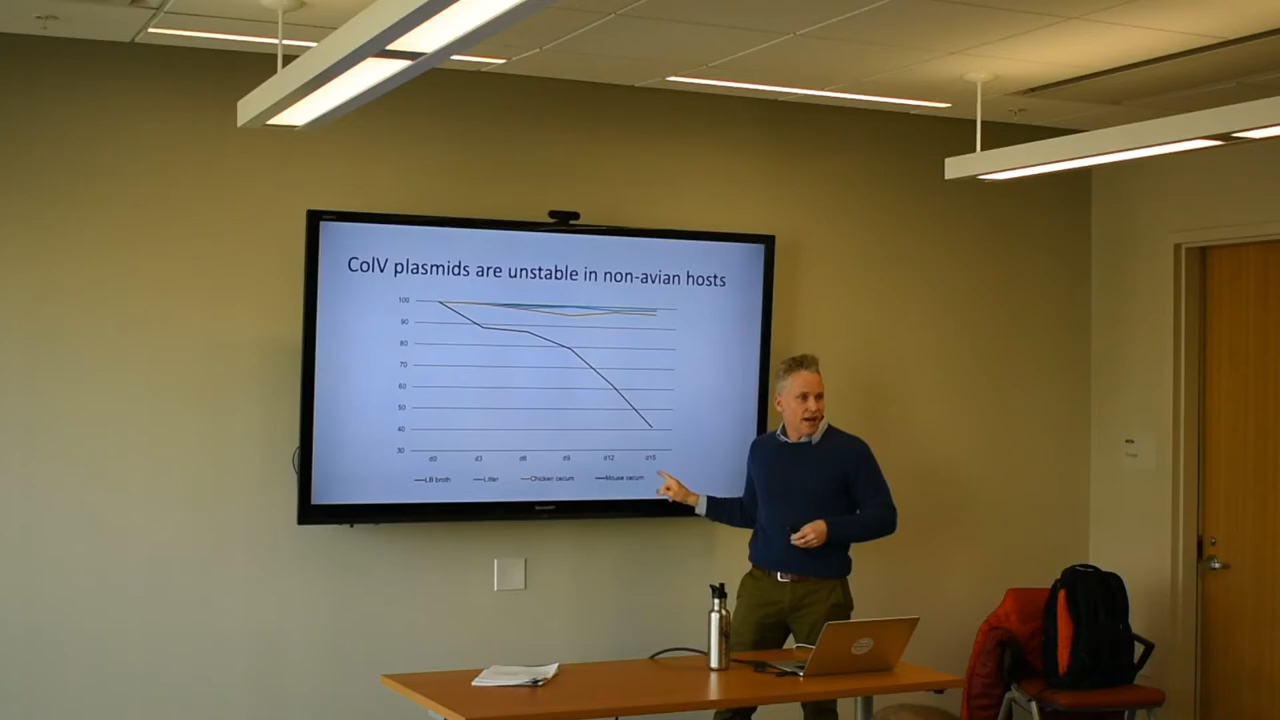 ColV plasmids are unstable in non-avian hosts
100
90
80
70
60
50
40
30
d0 d3 d6 d9 d12 d15
LB broth Litter Chicken cecum Mouse cecum
SHARP